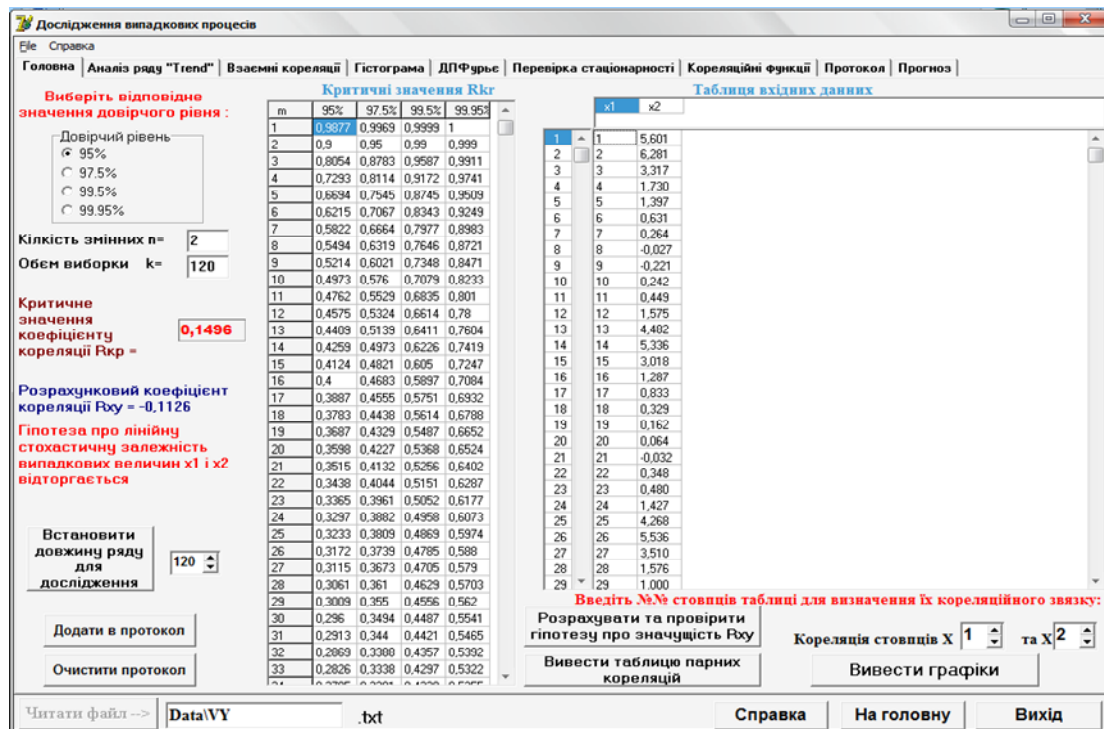 Дослідження випадкових процесів
File Справка
Головна Аналіз ряду "Trend" Взаємні кореляції Гістограма ДПФурьє Перевірка стаціонарності Кореляційні функції Протокол Прогноз
Виберіть відповідне
значення довірчого рівня :
Довірчий рівень
95%
97.5%
99.5%
99.95%
Кілкість змінних n= 2
Обєм виборки k= 120
Критичне
значення
коефіцієнту
кореляції Rкр = 0,1496
Розрахунковий коефіцієнт
кореляції Rxy = -0,1126
Гіпотеза про лінійну
стохастичну залежність
випадкових величин x1 і x2
відторгається
Встановити
довжину ряду
для
дослідження
120
Додати в протокол
Очистити протокол
Критичні значення Rkr
m 95% 97.5% 99.5% 99.95%
1 0,9877 0,9969 0,9999 1
2 0,9 0,95 0,99 0,999
3 0,8054 0,8783 0,9587 0,9911
4 0,7293 0,8114 0,9172 0,9741
5 0,6694 0,7545 0,8745 0,9509
6 0,6215 0,7067 0,8343 0,9249
7 0,5822 0,6664 0,7977 0,8983
8 0,5494 0,6319 0,7646 0,8721
9 0,5214 0,6021 0,7348 0,8471
10 0,4973 0,576 0,7079 0,8233
11 0,4762 0,5529 0,6835 0,801
12 0,4575 0,5324 0,6614 0,78
13 0,4409 0,5139 0,6411 0,7604
14 0,4259 0,4973 0,6226 0,7419
15 0,4124 0,4821 0,605 0,7247
16 0,4 0,4683 0,5897 0,7084
17 0,3887 0,4555 0,5751 0,6932
18 0,3783 0,4438 0,5614 0,6788
19 0,3687 0,4329 0,5487 0,6652
20 0,3598 0,4227 0,5368 0,6524
21 0,3515 0,4132 0,5256 0,6402
22 0,3438 0,4044 0,5151 0,6287
23 0,3365 0,3961 0,5052 0,6177
24 0,3297 0,3882 0,4958 0,6073
25 0,3233 0,3809 0,4869 0,5974
26 0,3172 0,3739 0,4785 0,588
27 0,3115 0,3673 0,4705 0,579
28 0,3061 0,361 0,4629 0,5703
29 0,3009 0,355 0,4556 0,562
30 0,296 0,3494 0,4487 0,5541
31 0,2913 0,344 0,4421 0,5465
32 0,2869 0,3388 0,4357 0,5392
33 0,2826 0,3338 0,4297 0,5322
Таблиця вхідних данних
x1 x2
1 1 5,601
2 2 6,281
3 3 3,317
4 4 1,730
5 5 1,397
6 6 0,631
7 7 0,264
8 8 -0,027
9 9 -0,221
10 10 0,242
11 11 0,449
12 12 1,575
13 13 4,402
14 14 5,336
15 15 3,018
16 16 1,287
17 17 0,833
18 18 0,329
19 19 0,162
20 20 0,064
21 21 -0,032
22 22 0,348
23 23 0,480
24 24 1,427
25 25 4,268
26 26 5,536
27 27 3,510
28 28 1,576
29 29 1,000
Введіть №№ стовпців таблиці для визначення їх кореляційного звязку:
Розрахувати та провірити
гіпотезу про значущість Rxy
Кореляція стовпців X 1 та X 2
Вивести таблицю парних
кореляцій
Вивести графіки
Читати файл --> Data\VY .txt Справка На головну Вихід